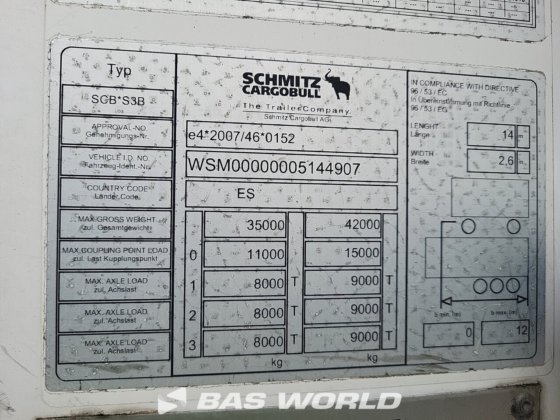 Typ
SCB*S3B
APPROVAL-NO.
Genehmigungs-Nr.
VEHICLE I.D. NO.
Fahrzeug-Ident.-Nr.
COUNTRY CODE
Länder Code
MAX.GROSS WEIGHT
zul. Gesamtgewicht
MAX.COUPLING POINT LOAD
zul. Last Kupplungspunkt
MAX. AXLE LOAD
zul. Achslast
MAX. AXLE LOAD
zul. Achslast
MAX. AXLE LOAD
zul. Achslast
SCHMITZ
CARGOBULL
The TrailerCompany.
Schmitz Cargobull AG
e4*2007/46*0152
WSM00000005144907
ES
- 35000 42000
0 11000 15000
1 8000 T 9000 T
2 8000 T 9000 T
3 8000 T 9000 T
kg kg
IN COMPLIANCE WITH DIRECTIVE
96 / 53 / EC
In Übereinstimmung mit Richtlinie
96 / 53 / EG
LENGHT
Länge 14 m
WIDTH
Breite 2,6 m
b min. (m) b max. (m)
0 12
BAS WORLD